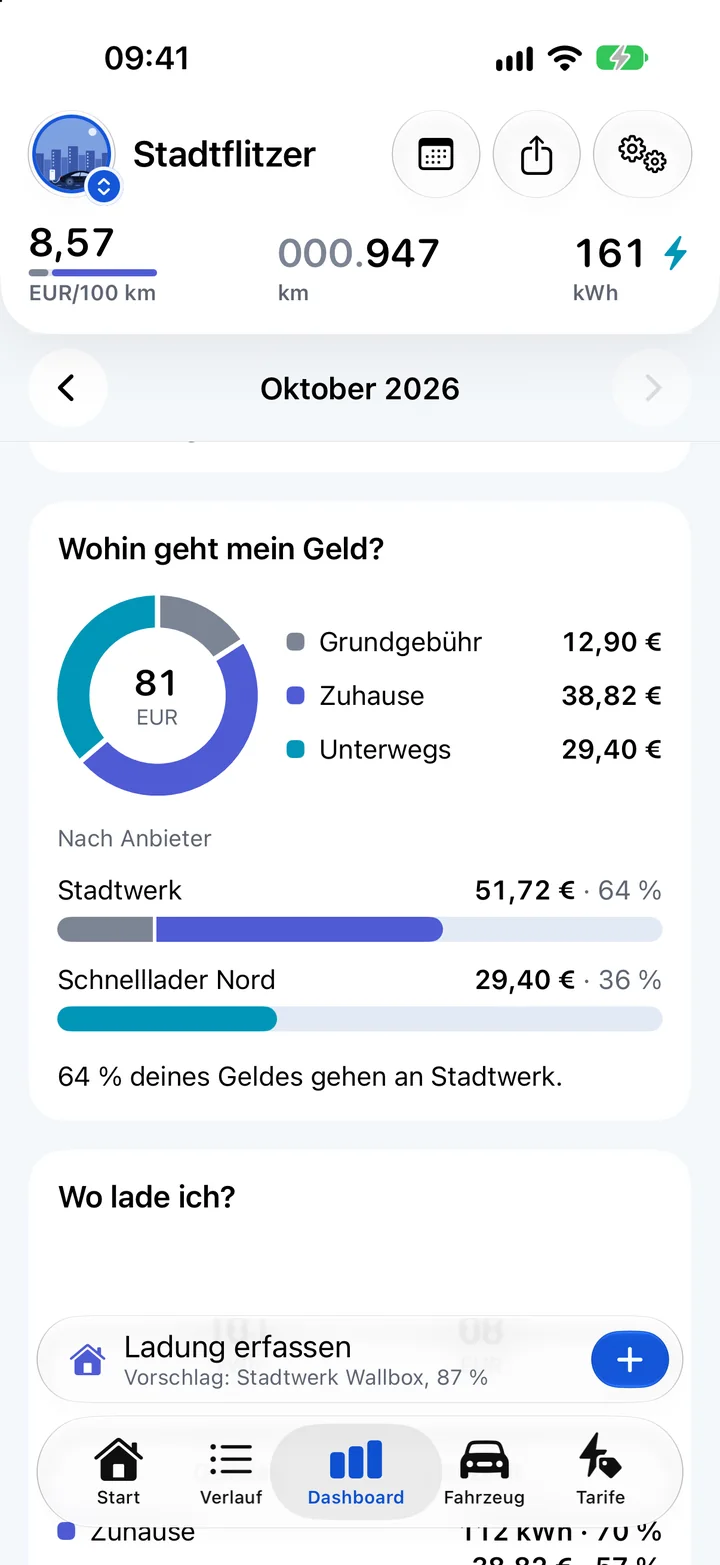 09:41
Stadtflitzer
8,57
EUR/100 km
000.947
km
161
kWh
Oktober 2026
Wohin geht mein Geld?
81
EUR
Grundgebühr 12,90 €
Zuhause 38,82 €
Unterwegs 29,40 €
Nach Anbieter
Stadtwerk 51,72 € · 64 %
Schnelllader Nord 29,40 € · 36 %
64 % deines Geldes gehen an Stadtwerk.
Wo lade ich?
Ladung erfassen
Vorschlag: Stadtwerk Wallbox, 87 %
Start
Verlauf
Dashboard
Fahrzeug
Tarife
Zuhause 112 kWh · 70 %
38,82 € · 57 %